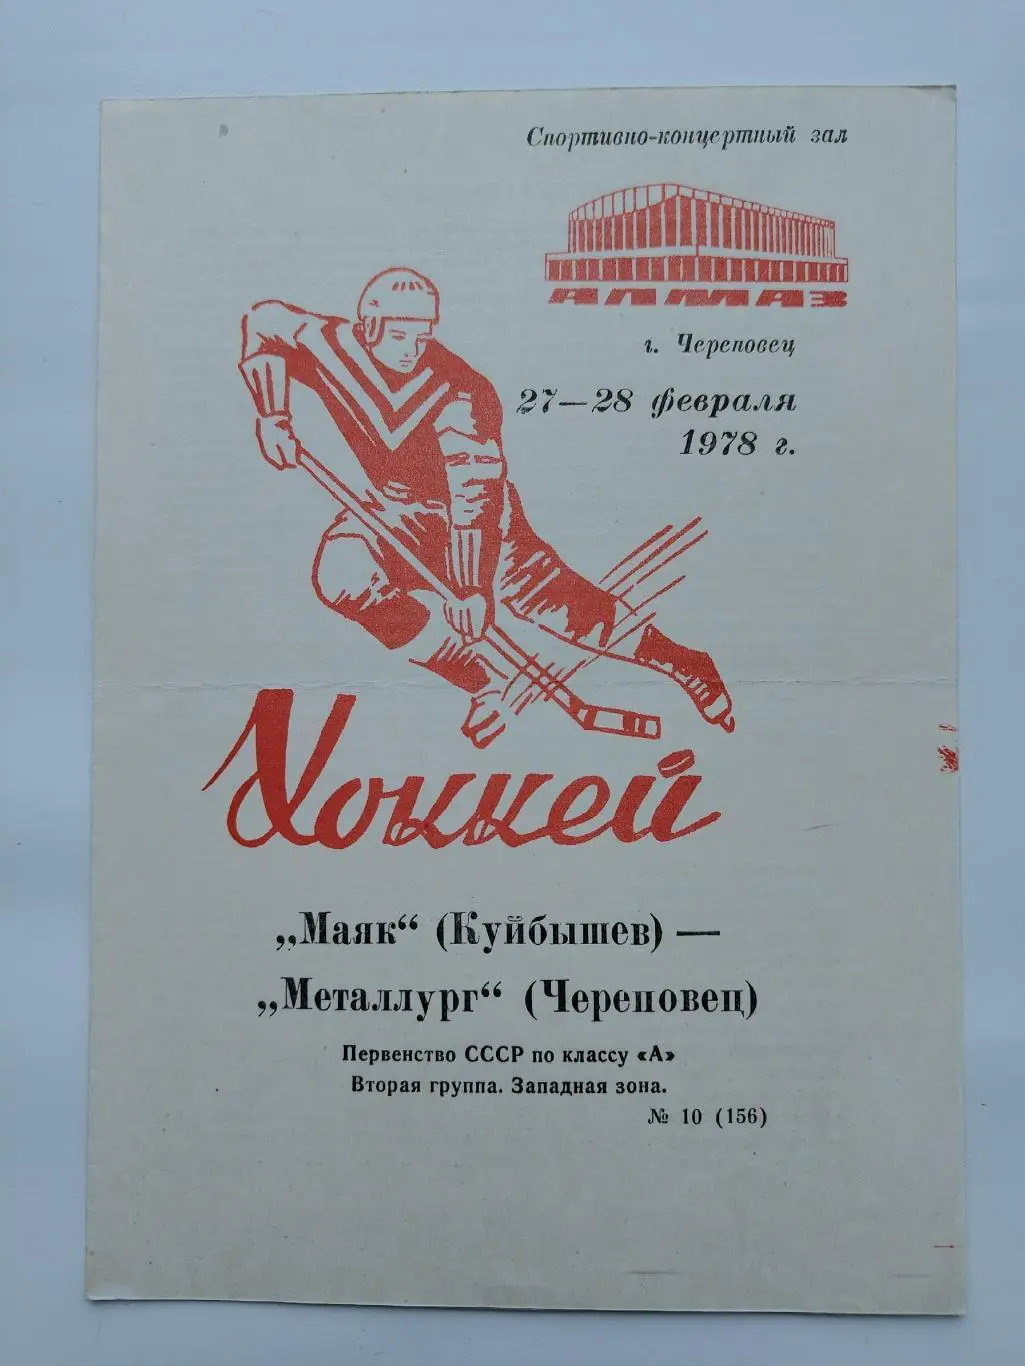 Спортивно-концертный зал
АЛМАЗ
г. Череповец
27—28 февраля
1978 г.
Хоккей
„Маяк“ (Куйбышев) —
„Металлург“ (Череповец)
Первенство СССР по классу «А»
Вторая группа. Западная зона.
№ 10 (156)